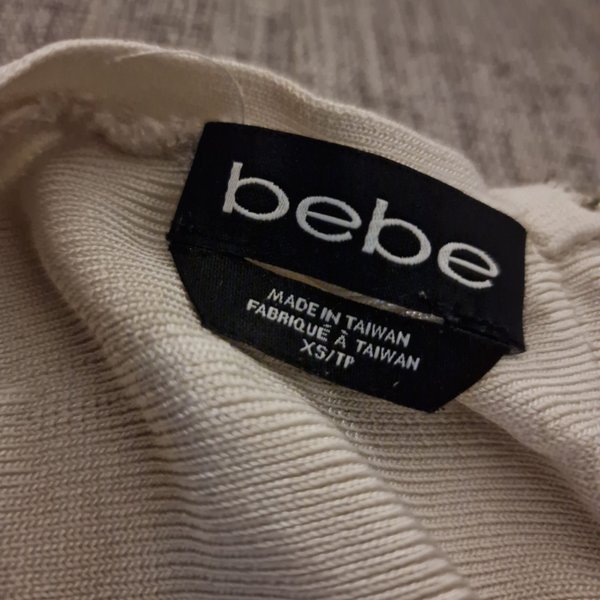 bebe
MADE IN TAIWAN
FABRIQUÉ À TAIWAN
XS/TP